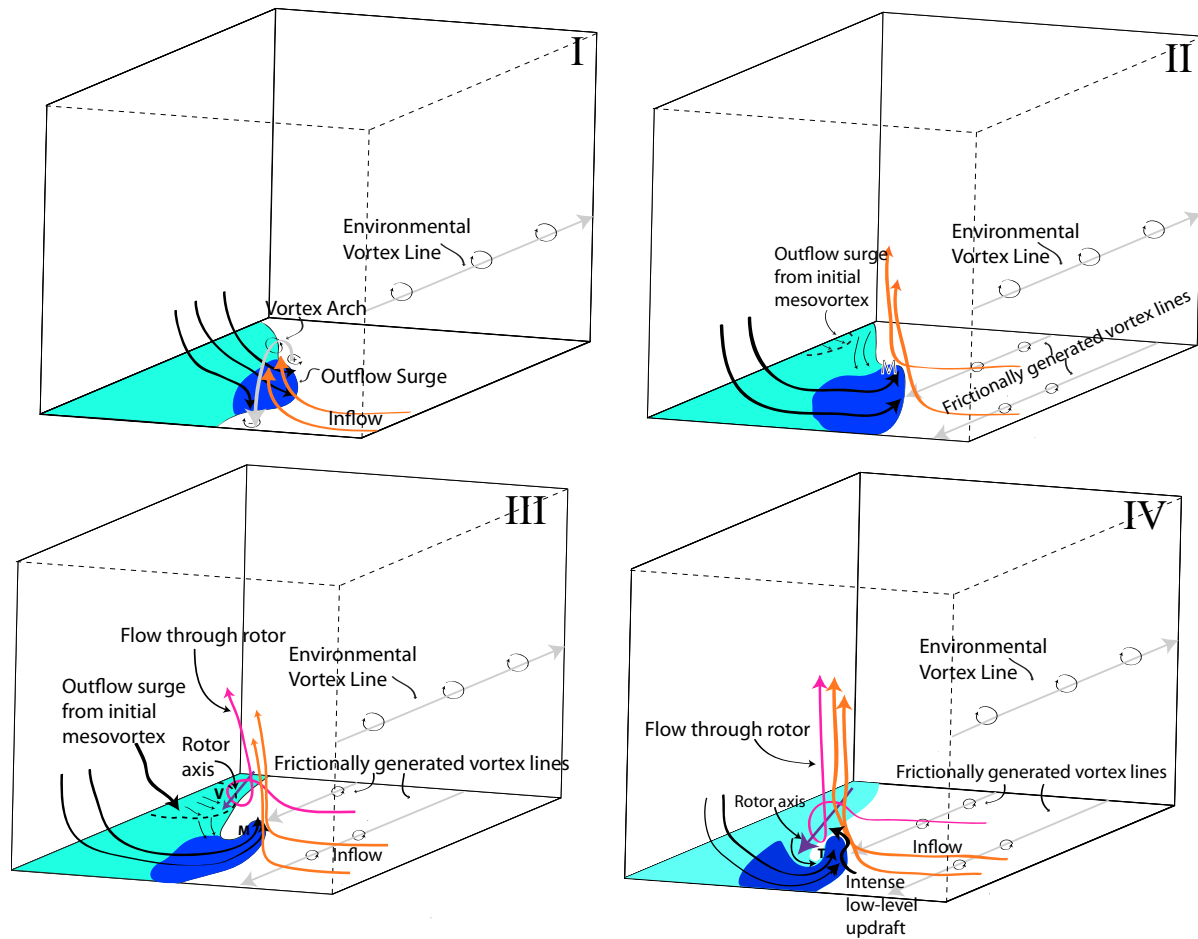 I
Environmental
Vortex Line
Vortex Arch
+
Outflow Surge
Inflow
-
II
Outflow surge
from initial
mesovortex
Environmental
Vortex Line
M
Frictionally generated vortex lines
III
Flow through rotor
Environmental
Vortex Line
Outflow surge
from initial
mesovortex
Rotor
axis
Frictionally generated vortex lines
V
M
Inflow
IV
Environmental
Vortex Line
Flow through rotor
Frictionally generated vortex lines
Rotor axis
T
Inflow
Intense
low-level
updraft